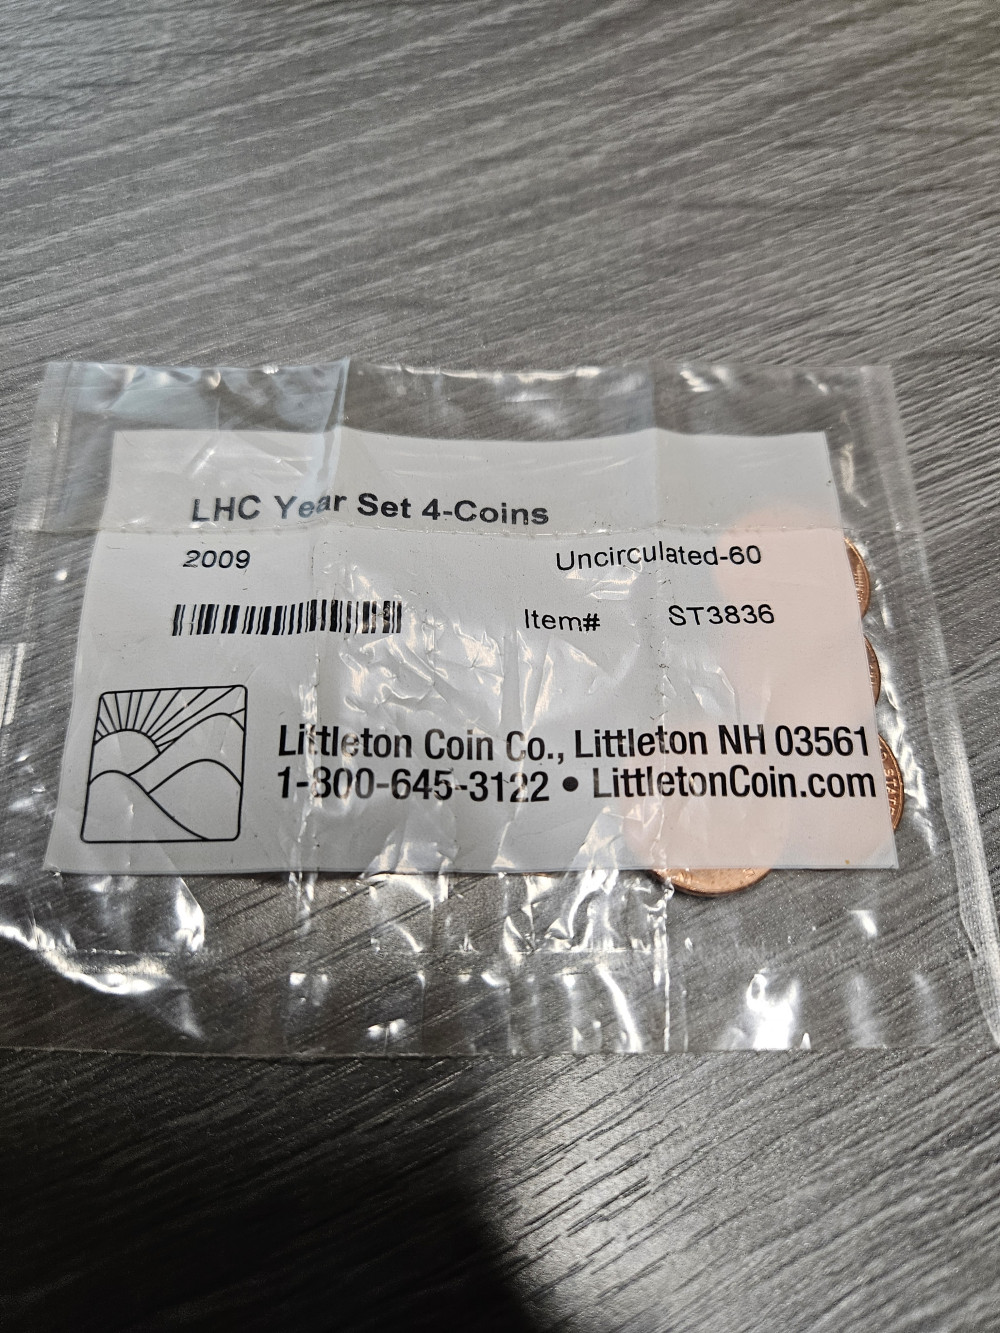 LHC Year Set 4-Coins
2009 Uncirculated-60
Item# ST3836
Littleton Coin Co., Littleton NH 03561
1-800-645-3122 • LittletonCoin.com
STAT